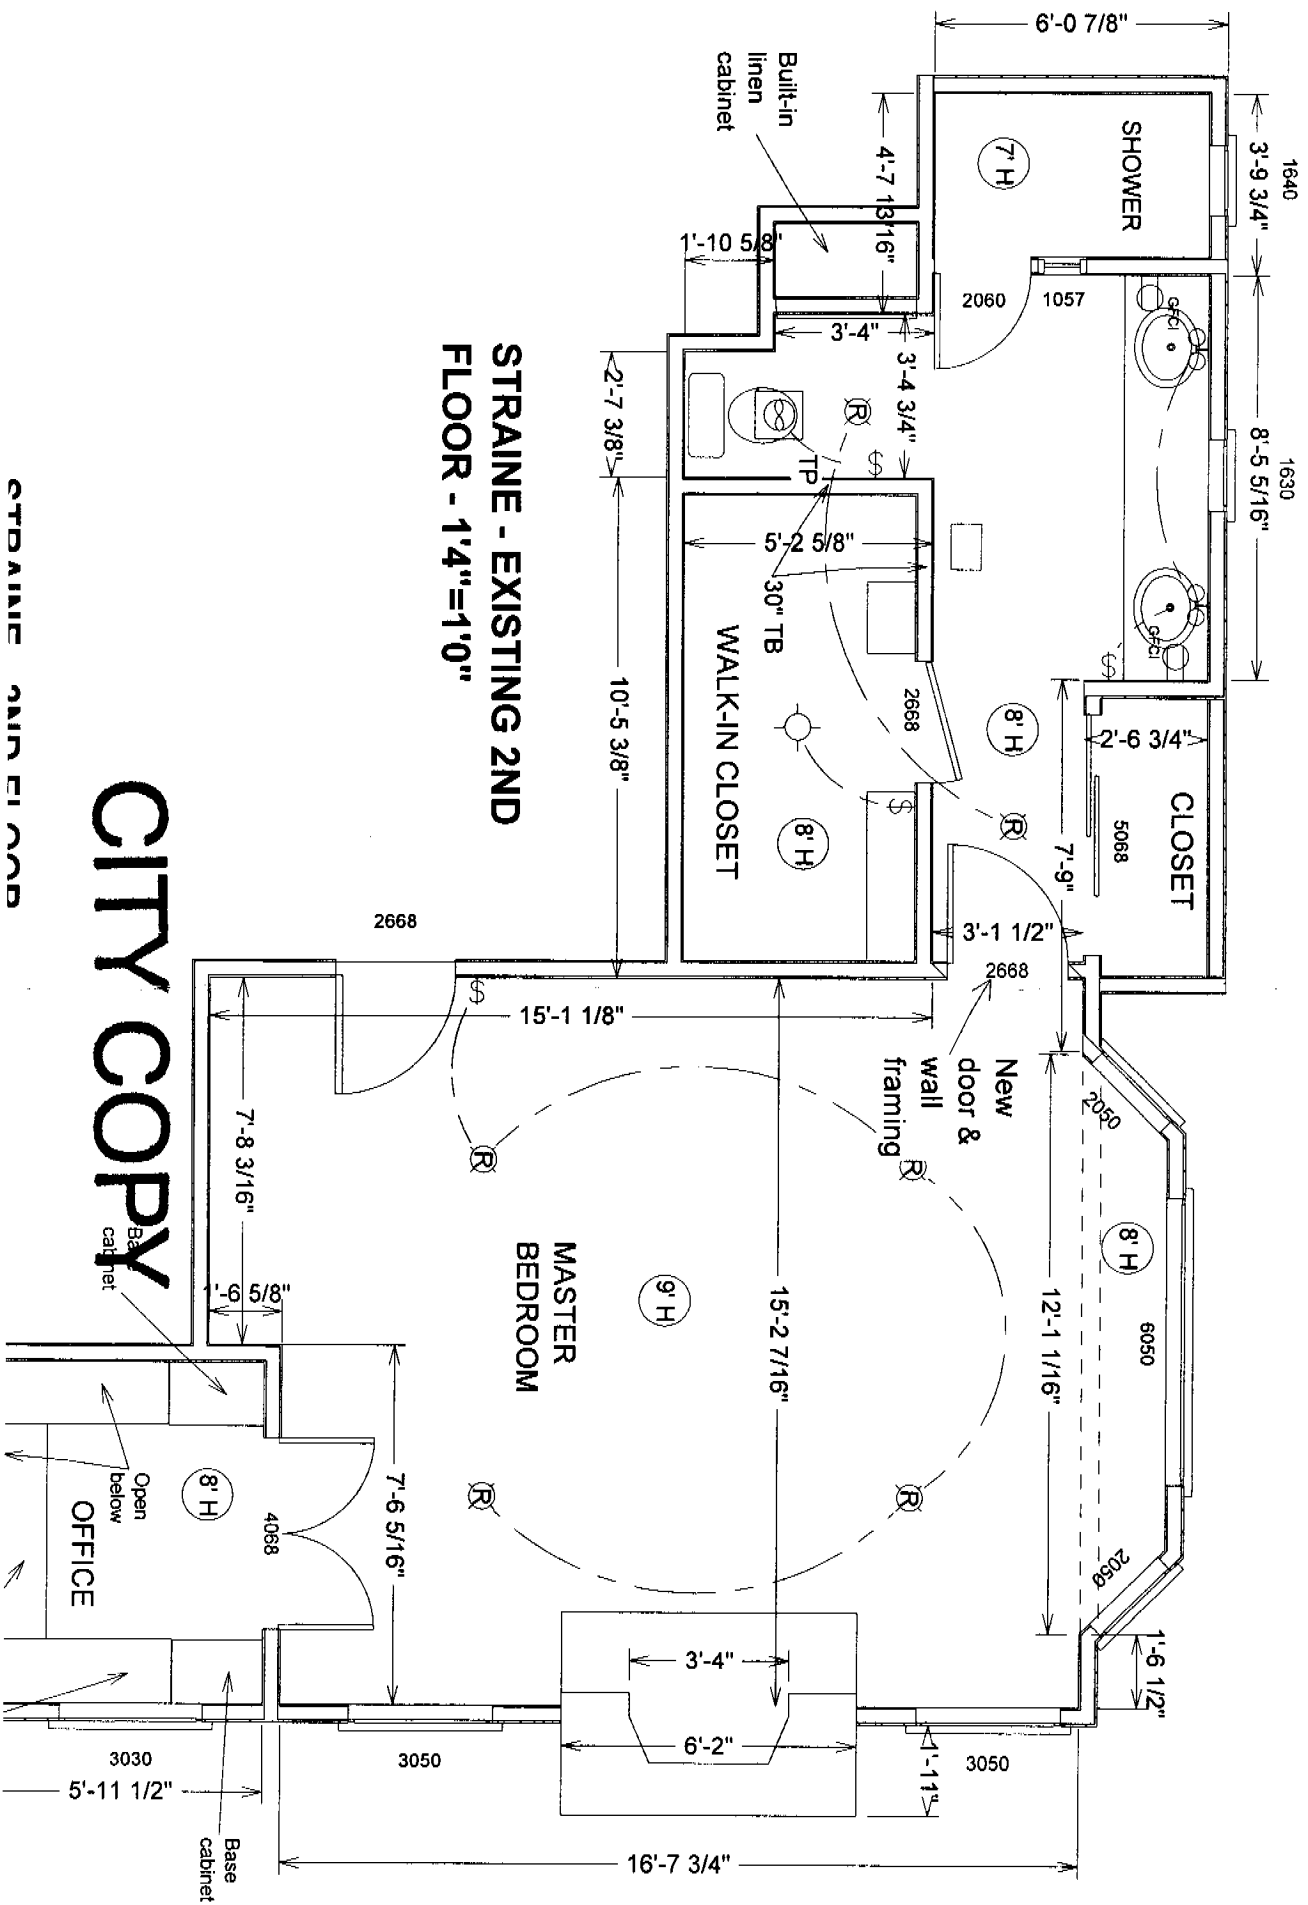 6'-0 7/8"
1640
3'-9 3/4"
SHOWER
7' H
4'-7 13/16"
Built-in
linen
cabinet
1'-10 5/8"
2060
1057
3'-4"
3'-4 3/4"
2'-7 3/8"
GFCI
8'-5 5/16"
1630
GFCI
$
R
$
TP
5'-2 5/8"
30" TB
WALK-IN CLOSET
2668
8' H
8' H
$
R
10'-5 3/8"
2'-6 3/4"
CLOSET
5068
7'-9"
3'-1 1/2"
2668
STRAINE - EXISTING 2ND
FLOOR - 1'4"=1'0"
CITY COPY
2668
$
15'-1 1/8"
New
door &
wall
framing
2050
8' H
6050
2050
12'-1 1/16"
15'-2 7/16"
R
R
R
R
9' H
MASTER
BEDROOM
7'-8 3/16"
1'-6 5/8"
cabinet
7'-6 5/16"
4068
8' H
Open
below
OFFICE
3'-4"
6'-2"
1'-6 1/2"
1'-11"
3050
3050
3030
5'-11 1/2"
Base
cabinet
16'-7 3/4"